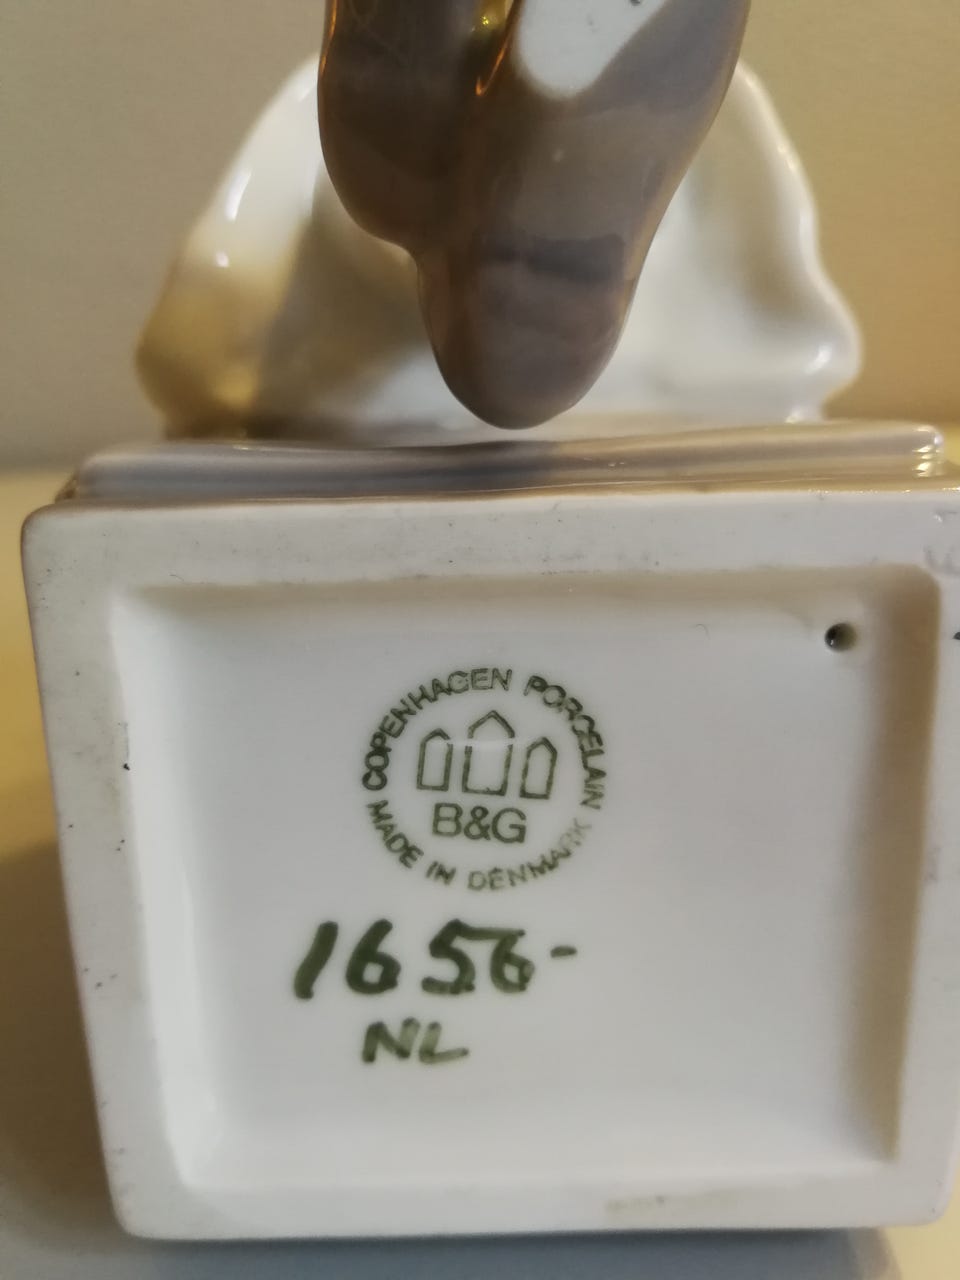 COPENHAGEN PORCELAIN
B&G
MADE IN DENMARK
1656-
NL